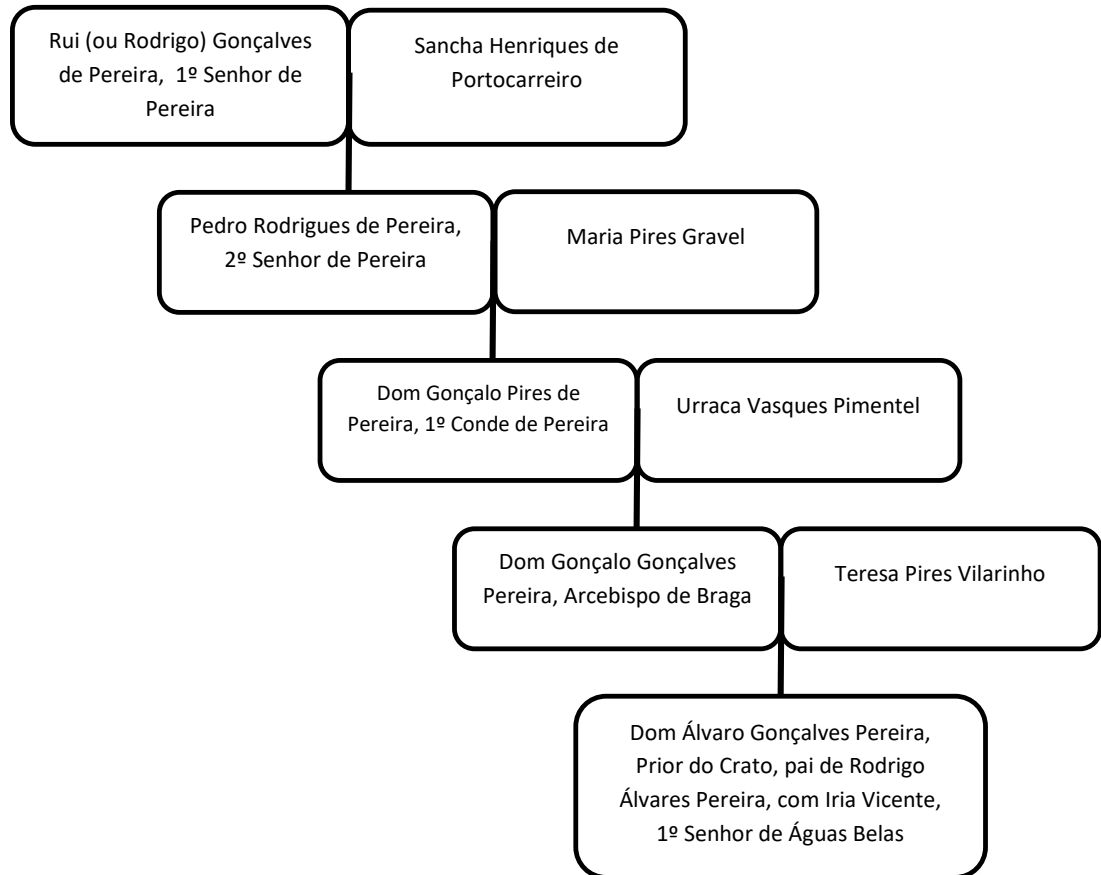 Rui (ou Rodrigo) Gonçalves
de Pereira,  1º Senhor de
Pereira
Sancha Henriques de
Portocarreiro
Pedro Rodrigues de Pereira,
2º Senhor de Pereira
Maria Pires Gravel
Dom Gonçalo Pires de
Pereira, 1º Conde de Pereira
Urraca Vasques Pimentel
Dom Gonçalo Gonçalves
Pereira, Arcebispo de Braga
Teresa Pires Vilarinho
Dom Álvaro Gonçalves Pereira,
Prior do Crato, pai de Rodrigo
Álvares Pereira, com Iria Vicente,
1º Senhor de Águas Belas